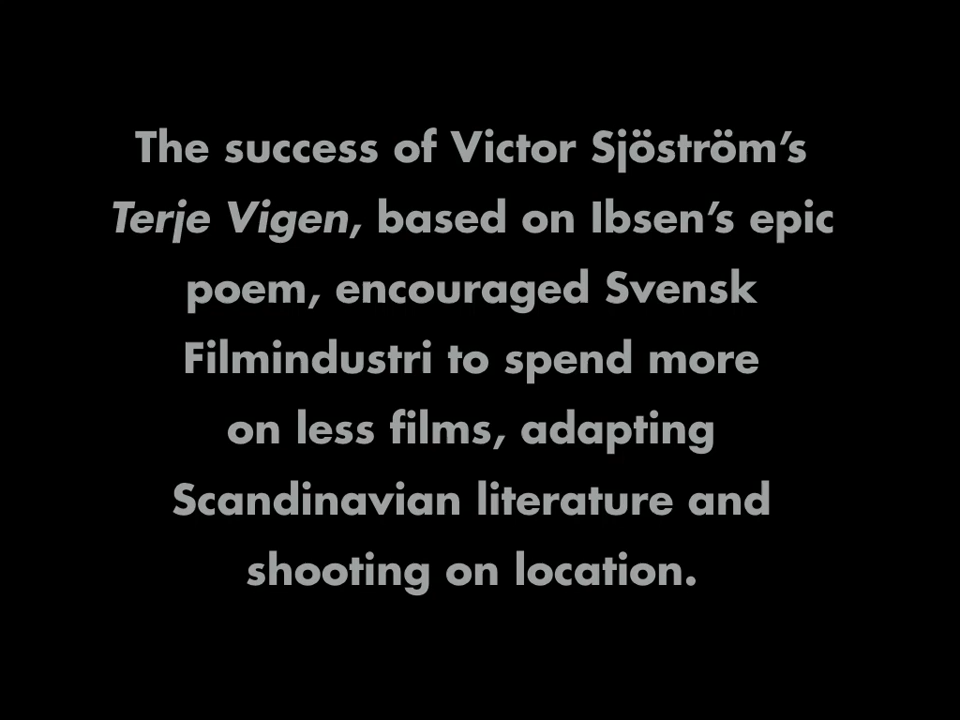 The success of Victor Sjöström’s
Terje Vigen, based on Ibsen’s epic
poem, encouraged Svensk
Filmindustri to spend more
on less films, adapting
Scandinavian literature and
shooting on location.